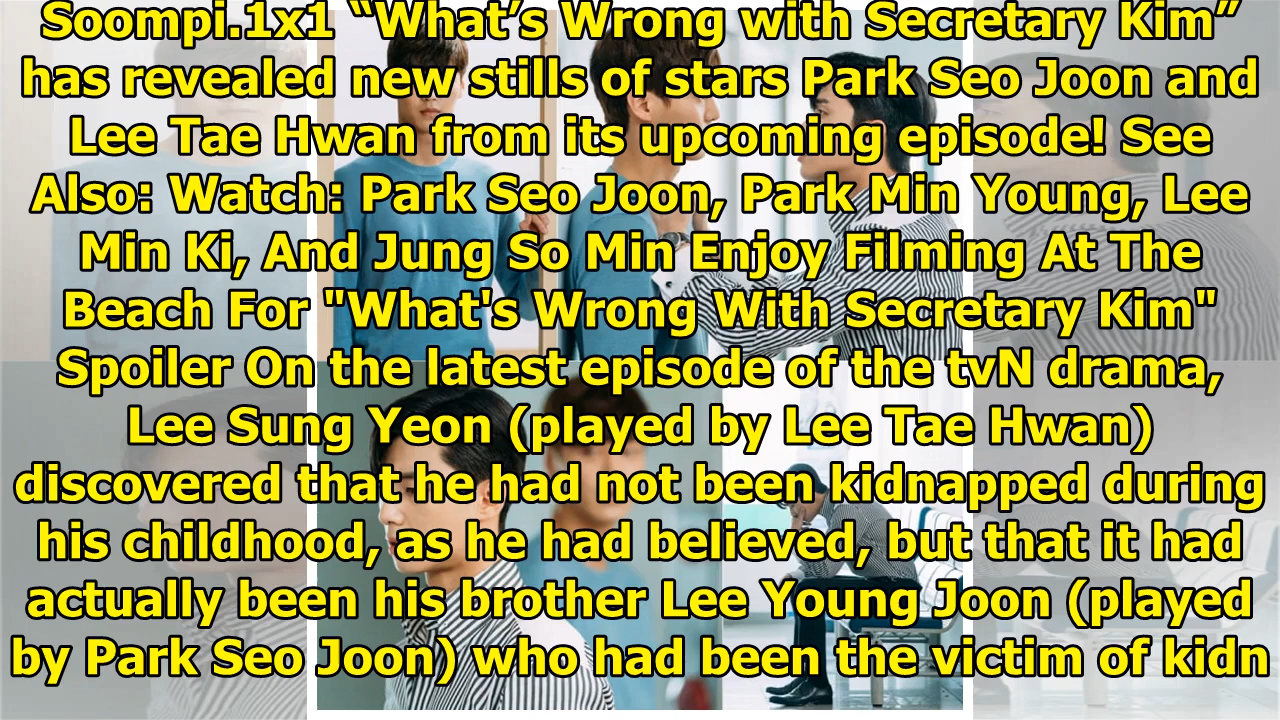 Soompi.1x1 “What’s Wrong with Secretary Kim”
has revealed new stills of stars Park Seo Joon and
Lee Tae Hwan from its upcoming episode! See
Also: Watch: Park Seo Joon, Park Min Young, Lee
Min Ki, And Jung So Min Enjoy Filming At The
Beach For "What's Wrong With Secretary Kim"
Spoiler On the latest episode of the tvN drama,
Lee Sung Yeon (played by Lee Tae Hwan)
discovered that he had not been kidnapped during
his childhood, as he had believed, but that it had
actually been his brother Lee Young Joon (played
by Park Seo Joon) who had been the victim of kidn